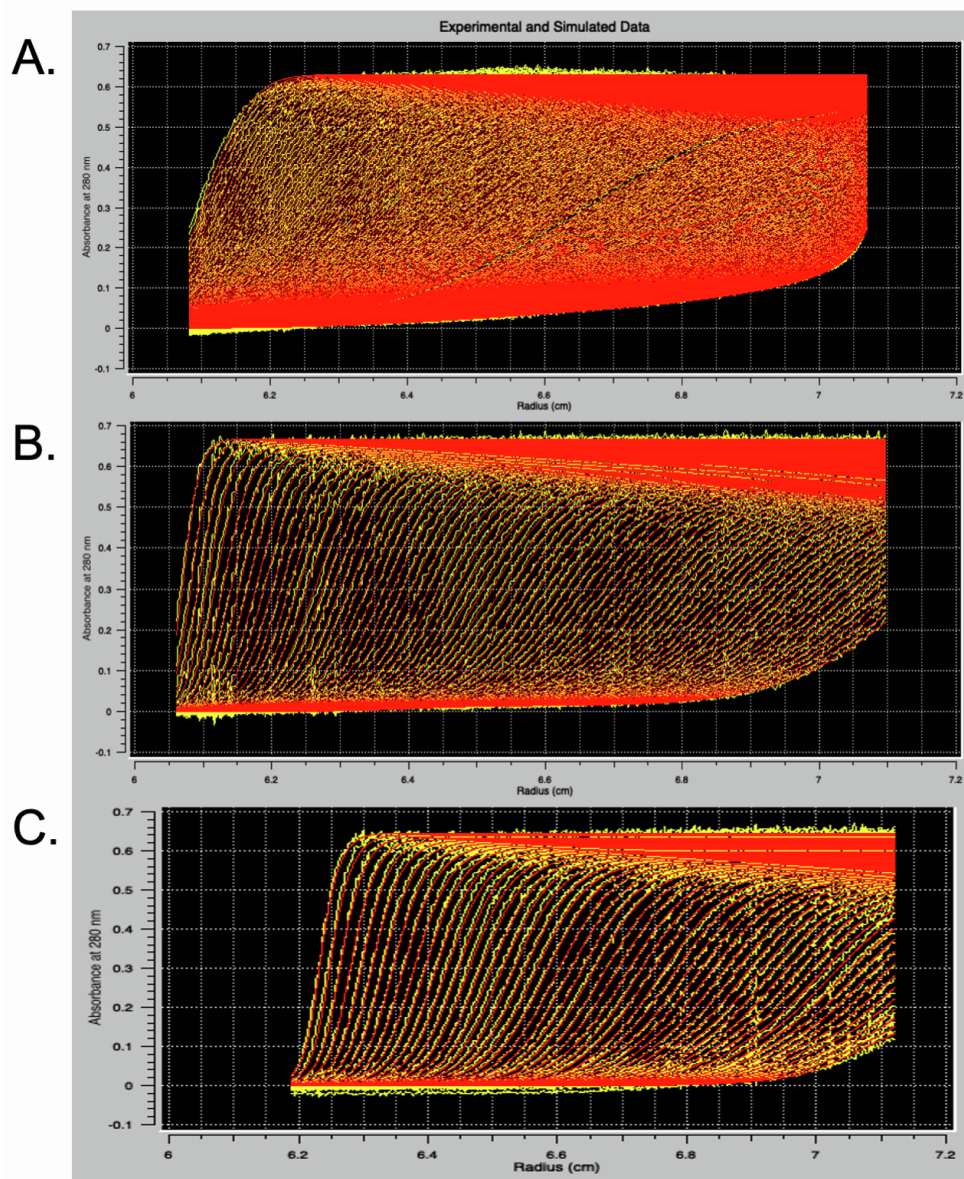 Experimental and Simulated Data
A.
0.7
0.6
0.5
0.4
0.3
0.2
0.1
0
-0.1
Absorbance at 280 nm
6 6.2 6.4 6.6 6.8 7 7.2
Radius (cm)
B.
0.7
0.6
0.5
0.4
0.3
0.2
0.1
0
-0.1
Absorbance at 280 nm
6 6.2 6.4 6.6 6.8 7 7.2
Radius (cm)
C.
0.7
0.6
0.5
0.4
0.3
0.2
0.1
0
-0.1
Absorbance at 280 nm
6 6.2 6.4 6.6 6.8 7 7.2
Radius (cm)